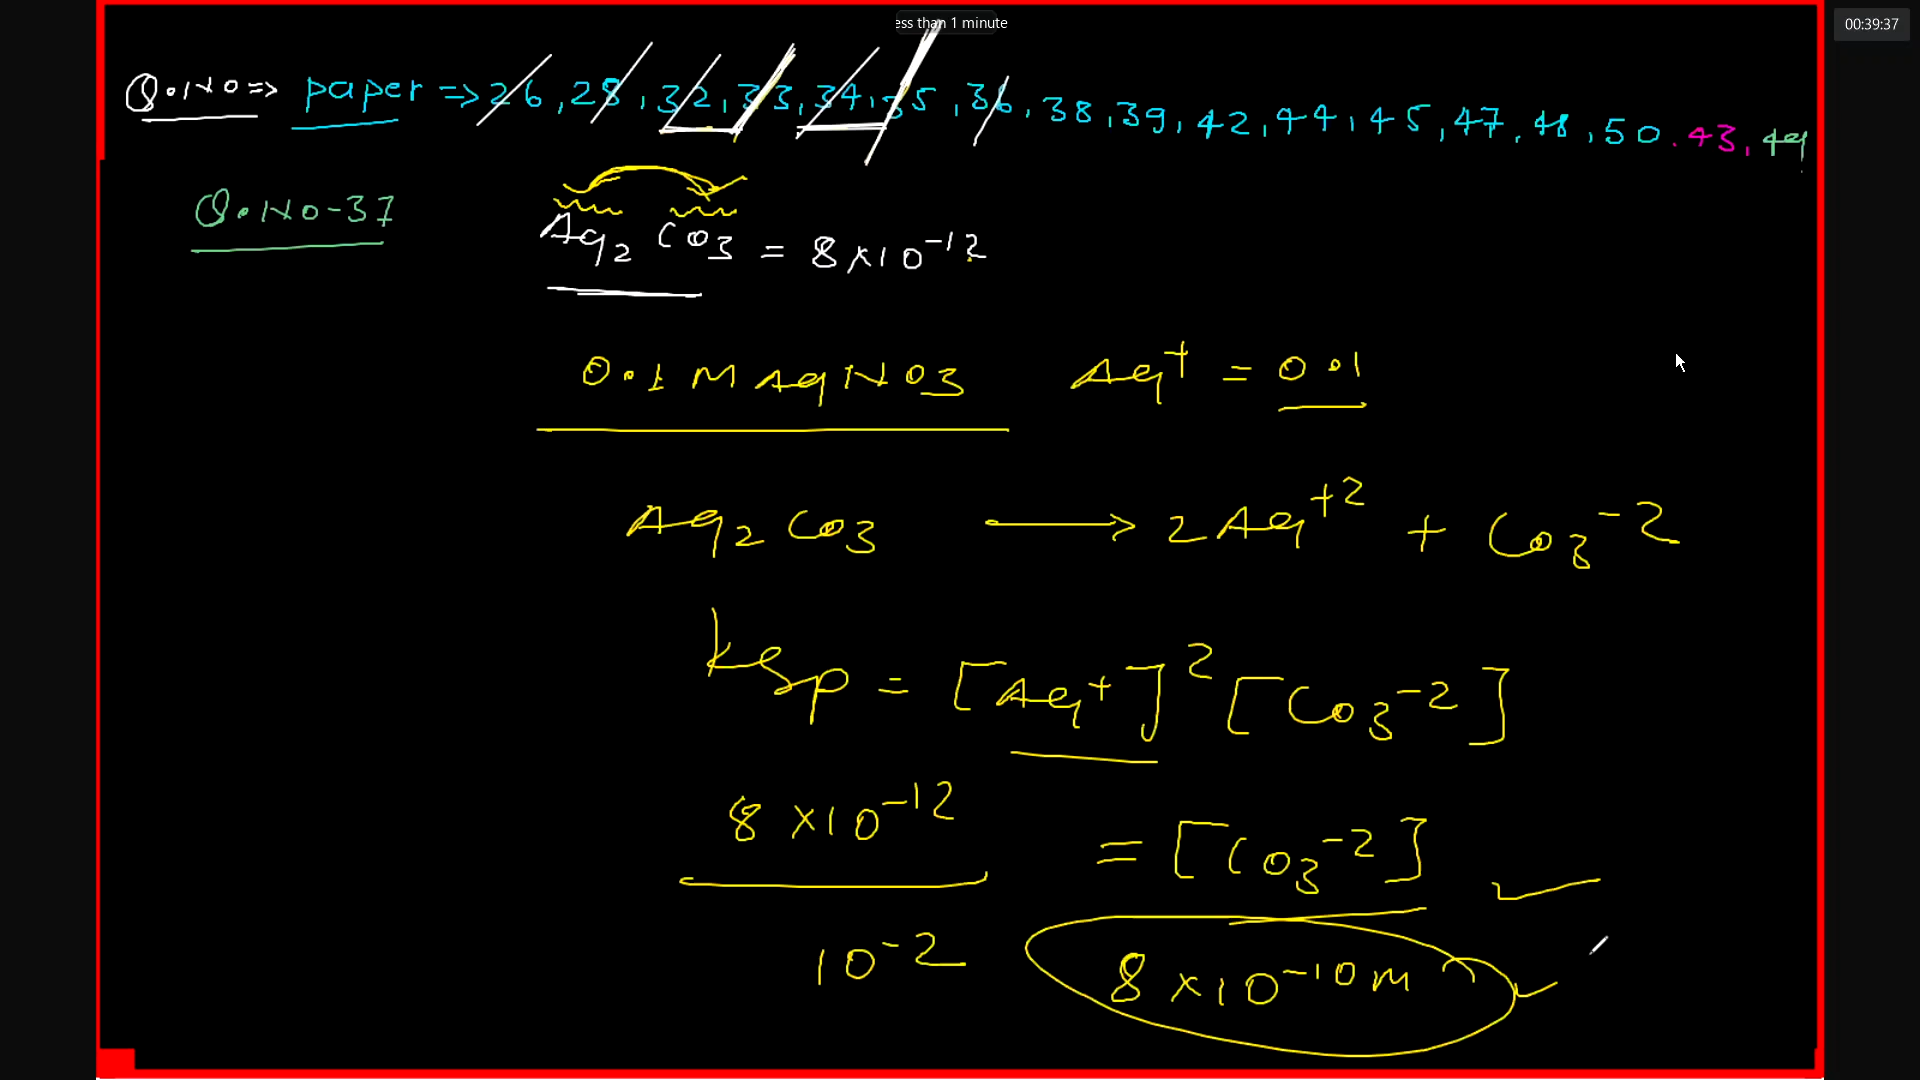 ess than 1 minute
00:39:37
Q.No => paper => 26, 28, 32, 33, 34, 35, 36, 38, 39, 42, 44, 45, 47, 48, 50. 43, 49
Q.No-37
Ag2 CO3 = 8×10^-12
0.1 M AgNO3 Ag^+ = 0.1
Ag2 CO3 → 2Ag^+2 + CO3^-2
ksp = [Ag^+]^2 [CO3^-2]
8×10^-12 = [CO3^-2]
10^-2
8×10^-10 m